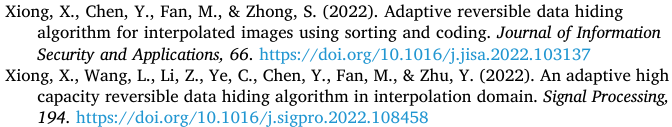 Xiong, X., Chen, Y., Fan, M., & Zhong, S. (2022). Adaptive reversible data hiding
algorithm for interpolated images using sorting and coding. Journal of Information
Security and Applications, 66. https://doi.org/10.1016/j.jisa.2022.103137
Xiong, X., Wang, L., Li, Z., Ye, C., Chen, Y., Fan, M., & Zhu, Y. (2022). An adaptive high
capacity reversible data hiding algorithm in interpolation domain. Signal Processing,
194. https://doi.org/10.1016/j.sigpro.2022.108458